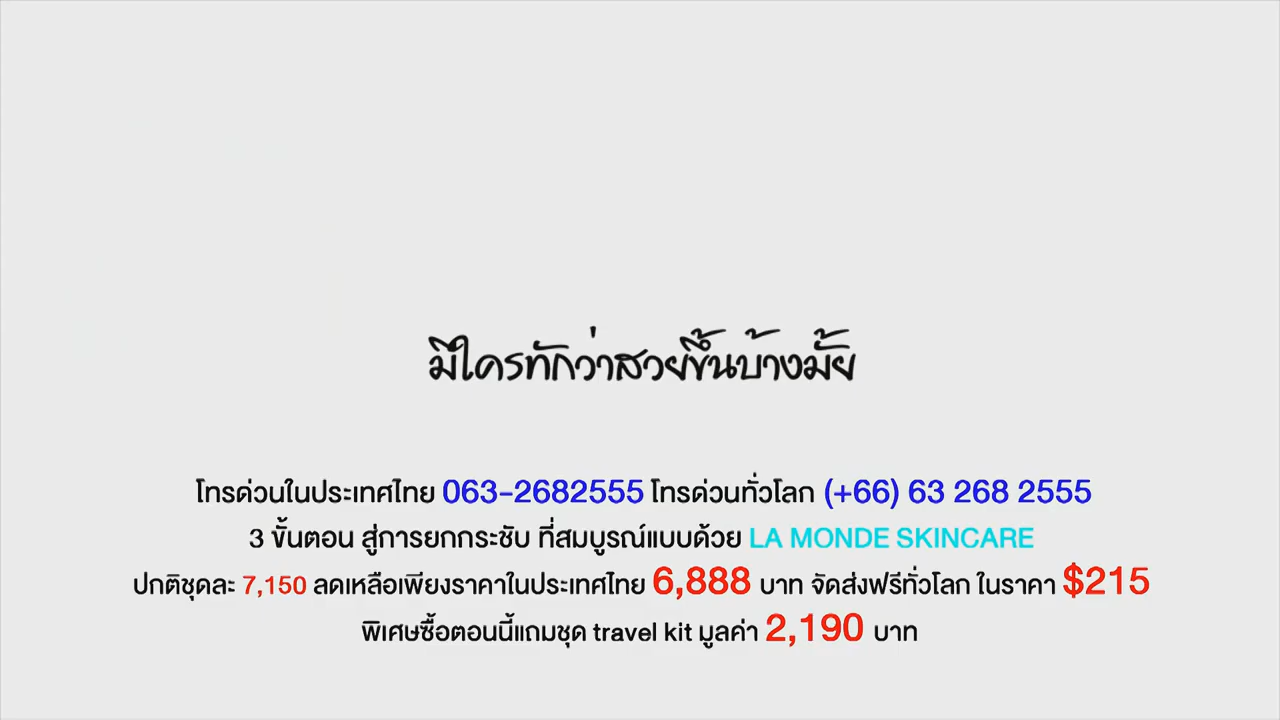 มีใครทักว่าสวยขึ้นบ้างมั้ย
โทรด่วนในประเทศไทย 063-2682555 โทรด่วนทั่วโลก (+66) 63 268 2555
3 ขั้นตอน สู่การยกกระชับ ที่สมบูรณ์แบบด้วย LA MONDE SKINCARE
ปกติชุดละ 7,150 ลดเหลือเพียงราคาในประเทศไทย 6,888 บาท จัดส่งฟรีทั่วโลก ในราคา $215
พิเศษซื้อตอนนี้แถมชุด travel kit มูลค่า 2,190 บาท